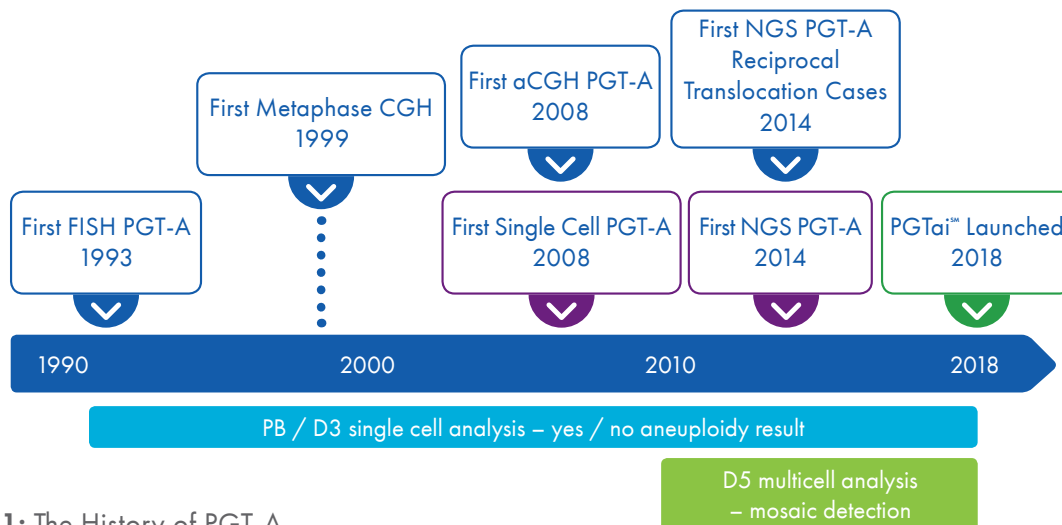 First NGS PGT-A
Reciprocal
Translocation Cases
2014
First aCGH PGT-A
2008
First Metaphase CGH
1999
First FISH PGT-A
1993
First Single Cell PGT-A
2008
First NGS PGT-A
2014
PGTai℠ Launched
2018
1990
2000
2010
2018
PB / D3 single cell analysis – yes / no aneuploidy result
D5 multicell analysis
– mosaic detection
1: The History of PGT-A